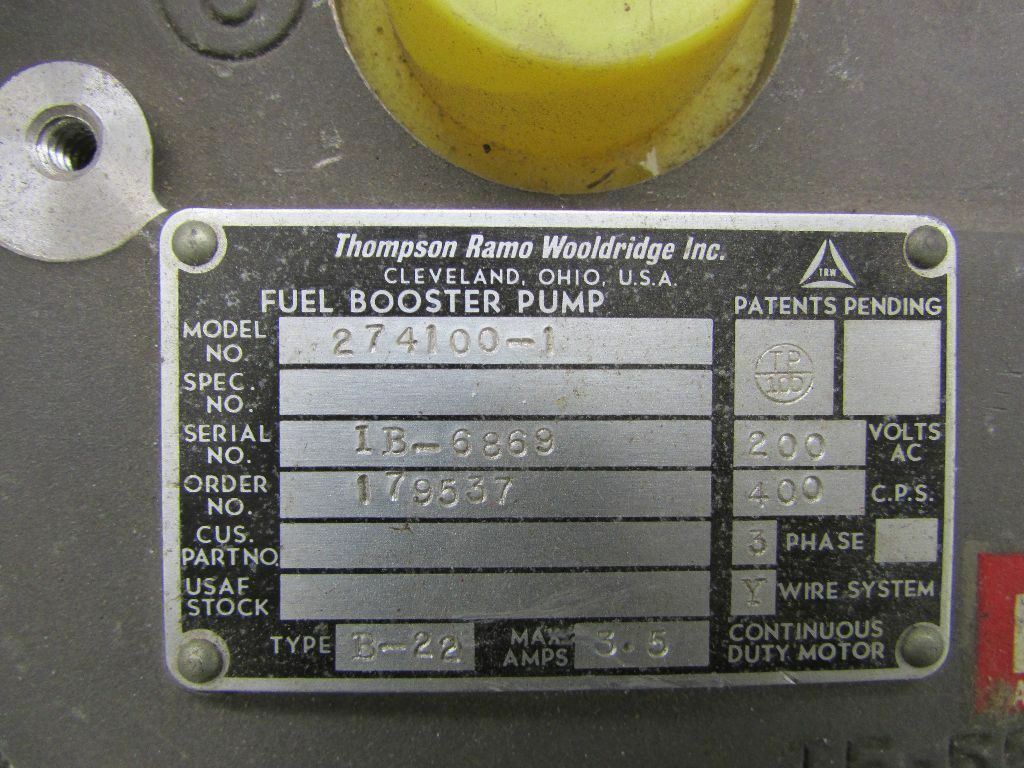 Thompson Ramo Wooldridge Inc.
CLEVELAND, OHIO, U.S.A.
TRW
FUEL BOOSTER PUMP
PATENTS PENDING
MODEL NO. 274100-1
TP
100
SPEC. NO.
SERIAL NO. 1B-6869
200 VOLTS AC
ORDER NO. 179537
400 C.P.S.
CUS. PART NO.
3 PHASE
USAF STOCK
Y WIRE SYSTEM
TYPE B-22 MAX. AMPS 3.5
CONTINUOUS DUTY MOTOR